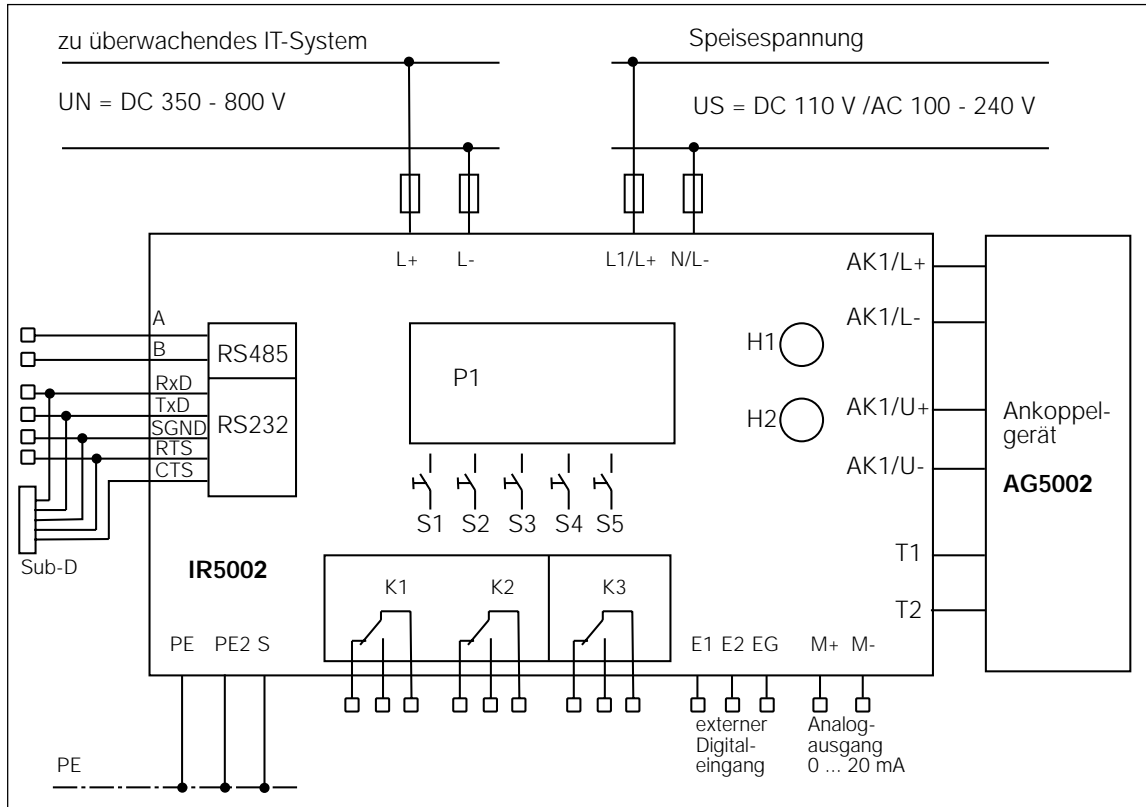 zu überwachendes IT-System
Speisespannung
UN = DC 350 - 800 V
US = DC 110 V /AC 100 - 240 V
L+
L-
L1/L+
N/L-
AK1/L+
AK1/L-
A
B
RS485
RxD
TxD
SGND
RTS
CTS
RS232
P1
H1
H2
AK1/U+
AK1/U-
Ankoppel-
gerät
AG5002
S1
S2
S3
S4
S5
T1
T2
Sub-D
IR5002
K1
K2
K3
PE
PE2
S
E1
E2
EG
M+
M-
externer
Digital-
eingang
Analog-
ausgang
0 ... 20 mA
PE